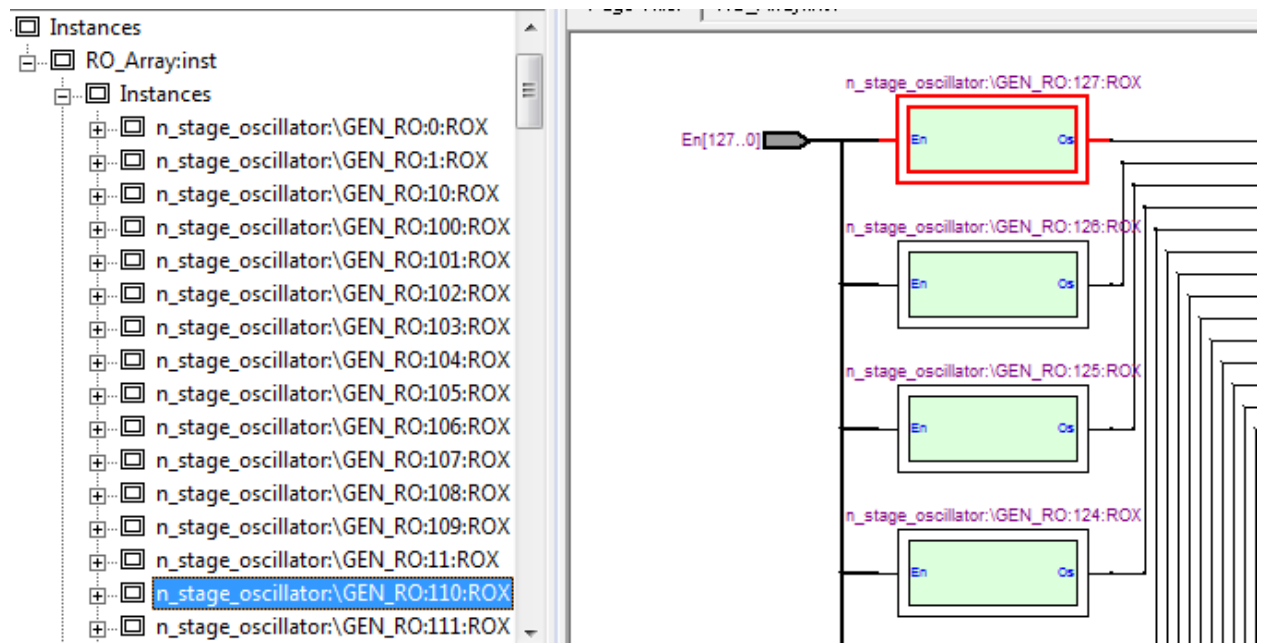 Instances
RO_Array:inst
Instances
n_stage_oscillator:\GEN_RO:0:ROX
n_stage_oscillator:\GEN_RO:1:ROX
n_stage_oscillator:\GEN_RO:10:ROX
n_stage_oscillator:\GEN_RO:100:ROX
n_stage_oscillator:\GEN_RO:101:ROX
n_stage_oscillator:\GEN_RO:102:ROX
n_stage_oscillator:\GEN_RO:103:ROX
n_stage_oscillator:\GEN_RO:104:ROX
n_stage_oscillator:\GEN_RO:105:ROX
n_stage_oscillator:\GEN_RO:106:ROX
n_stage_oscillator:\GEN_RO:107:ROX
n_stage_oscillator:\GEN_RO:108:ROX
n_stage_oscillator:\GEN_RO:109:ROX
n_stage_oscillator:\GEN_RO:11:ROX
n_stage_oscillator:\GEN_RO:110:ROX
n_stage_oscillator:\GEN_RO:111:ROX
n_stage_oscillator:\GEN_RO:127:ROX
En[127..0]
En Os
n_stage_oscillator:\GEN_RO:126:ROX
En Os
n_stage_oscillator:\GEN_RO:125:ROX
En Os
n_stage_oscillator:\GEN_RO:124:ROX
En Os